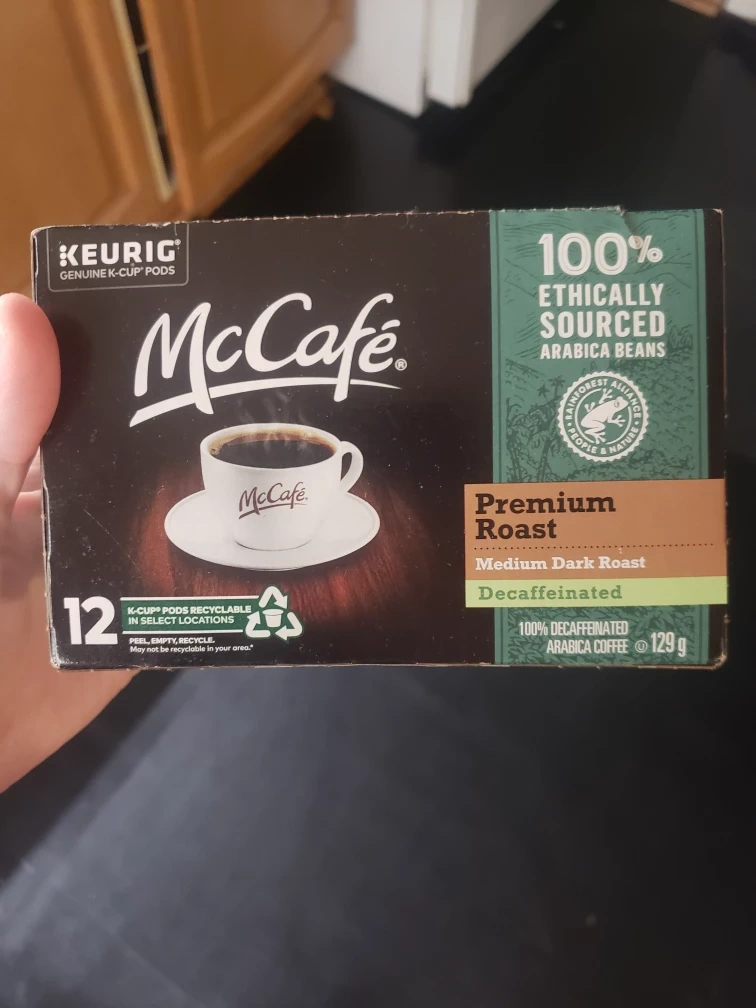 KEURIG®
GENUINE K-CUP® PODS
McCafé®
McCafé®
12
K-CUP® PODS RECYCLABLE
IN SELECT LOCATIONS
PEEL, EMPTY, RECYCLE.
May not be recyclable in your area.*
100%
ETHICALLY
SOURCED
ARABICA BEANS
RAINFOREST ALLIANCE
PEOPLE & NATURE
Premium
Roast
Medium Dark Roast
Decaffeinated
100% DECAFFEINATED
ARABICA COFFEE U 129 g